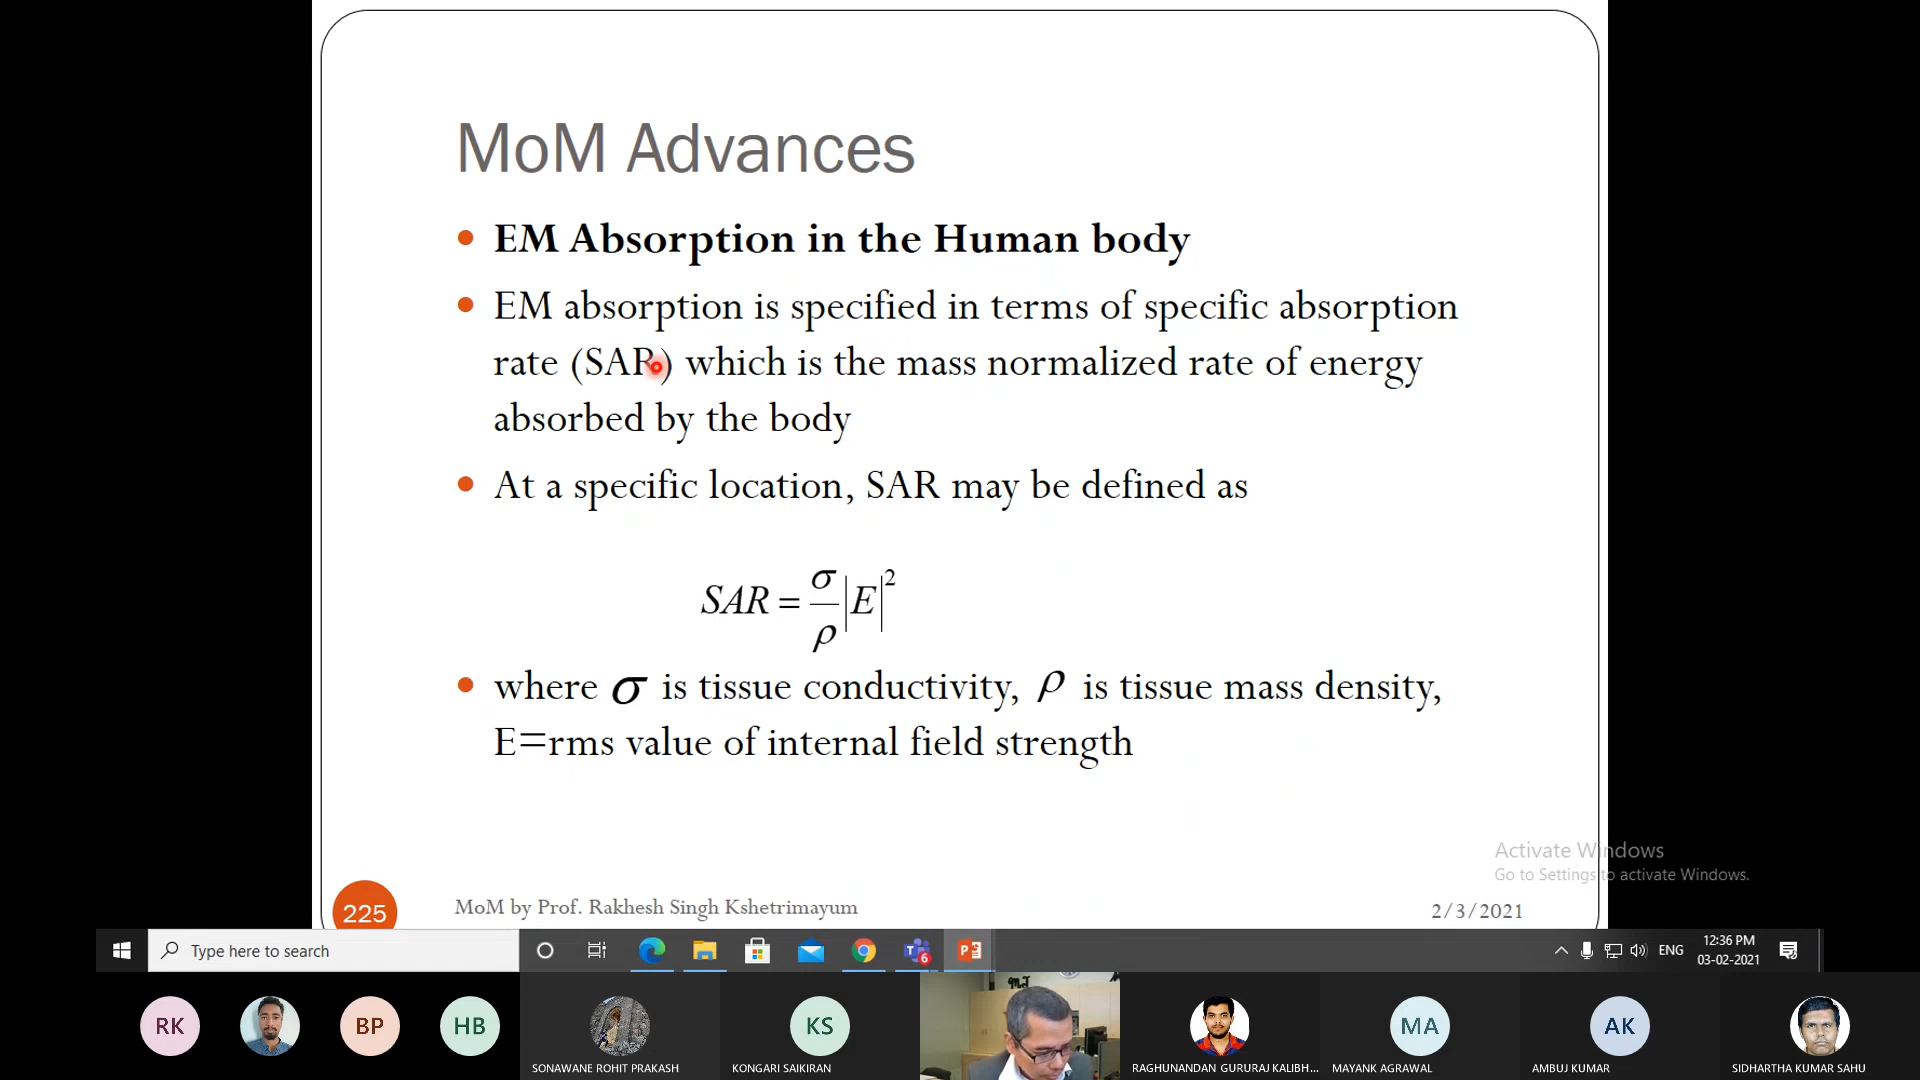 MoM Advances
EM Absorption in the Human body
EM absorption is specified in terms of specific absorption
rate (SAR) which is the mass normalized rate of energy
absorbed by the body
At a specific location, SAR may be defined as
SAR = σ/ρ |E|²
where σ is tissue conductivity, ρ is tissue mass density,
E=rms value of internal field strength
Activate Windows
Go to Settings to activate Windows.
225
MoM by Prof. Rakhesh Singh Kshetrimayum
2/3/2021
Type here to search
6
ENG
12:36 PM
03-02-2021
RK
BP
HB
SONAWANE ROHIT PRAKASH
KS
KONGARI SAIKIRAN
RAGHUNANDAN GURURAJ KALIBH...
MA
MAYANK AGRAWAL
AK
AMBUJ KUMAR
SIDHARTHA KUMAR SAHU